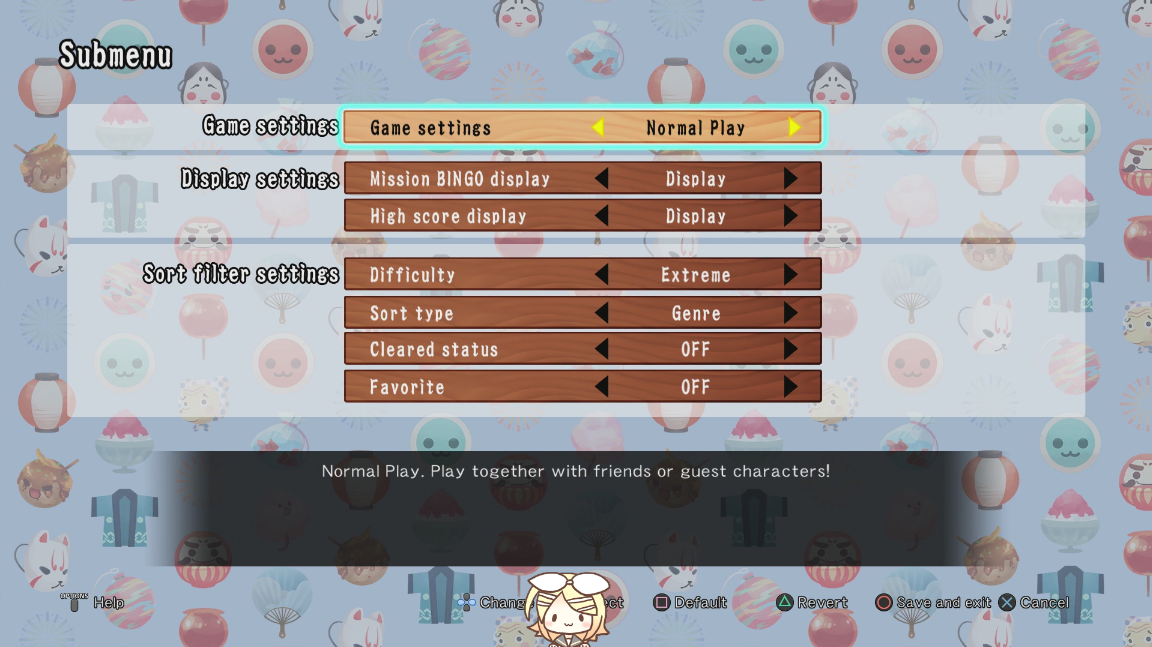 Submenu
Game settings
Game settings Normal Play
Display settings
Mission BINGO display Display
High score display Display
Sort filter settings
Difficulty Extreme
Sort type Genre
Cleared status OFF
Favorite OFF
Normal Play. Play together with friends or guest characters!
OPTIONS Help Default Revert Save and exit Cancel